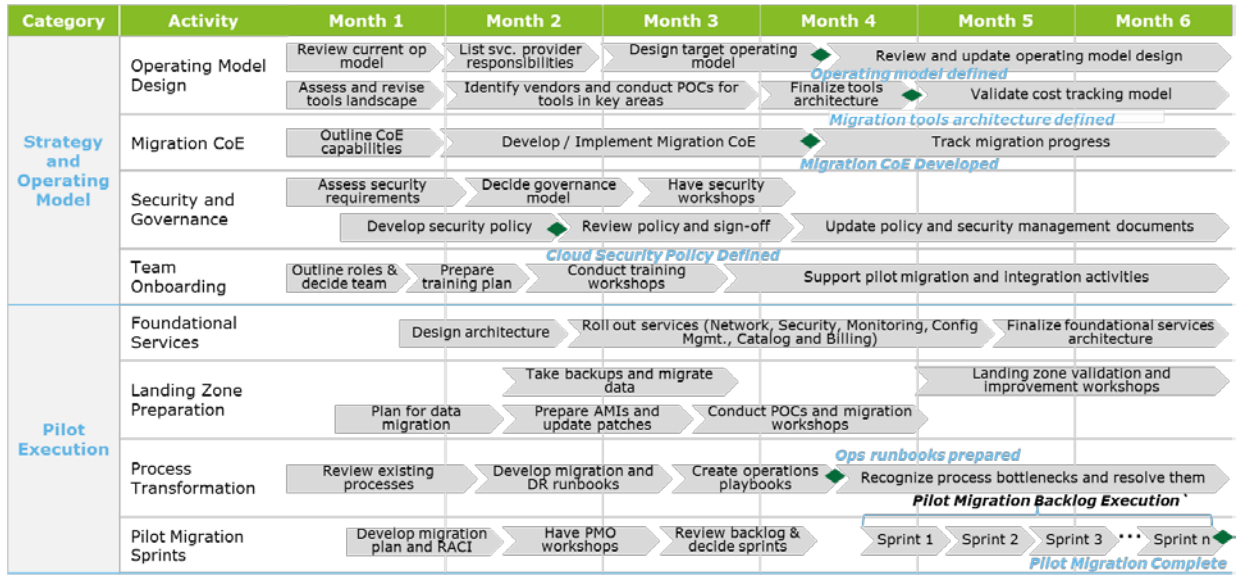 Category Activity Month 1 Month 2 Month 3 Month 4 Month 5 Month 6
Strategy
and
Operating
Model
Operating Model
Design
Review current op
model
List svc. provider
responsibilities
Design target operating
model
Review and update operating model design
Operating model defined
Assess and revise
tools landscape
Identify vendors and conduct POCs for
tools in key areas
Finalize tools
architecture
Validate cost tracking model
Migration tools architecture defined
Migration CoE
Outline CoE
capabilities
Develop / Implement Migration CoE
Track migration progress
Migration CoE Developed
Security and
Governance
Assess security
requirements
Decide governance
model
Have security
workshops
Develop security policy
Review policy and sign-off
Update policy and security management documents
Cloud Security Policy Defined
Team
Onboarding
Outline roles &
decide team
Prepare
training plan
Conduct training
workshops
Support pilot migration and integration activities
Pilot
Execution
Foundational
Services
Design architecture
Roll out services (Network, Security, Monitoring, Config
Mgmt., Catalog and Billing)
Finalize foundational services
architecture
Landing Zone
Preparation
Take backups and migrate
data
Landing zone validation and
improvement workshops
Plan for data
migration
Prepare AMIs and
update patches
Conduct POCs and migration
workshops
Process
Transformation
Ops runbooks prepared
Review existing
processes
Develop migration and
DR runbooks
Create operations
playbooks
Recognize process bottlenecks and resolve them
Pilot Migration Backlog Execution`
Pilot Migration
Sprints
Develop migration
plan and RACI
Have PMO
workshops
Review backlog &
decide sprints
Sprint 1 Sprint 2 Sprint 3 ••• Sprint n
Pilot Migration Complete